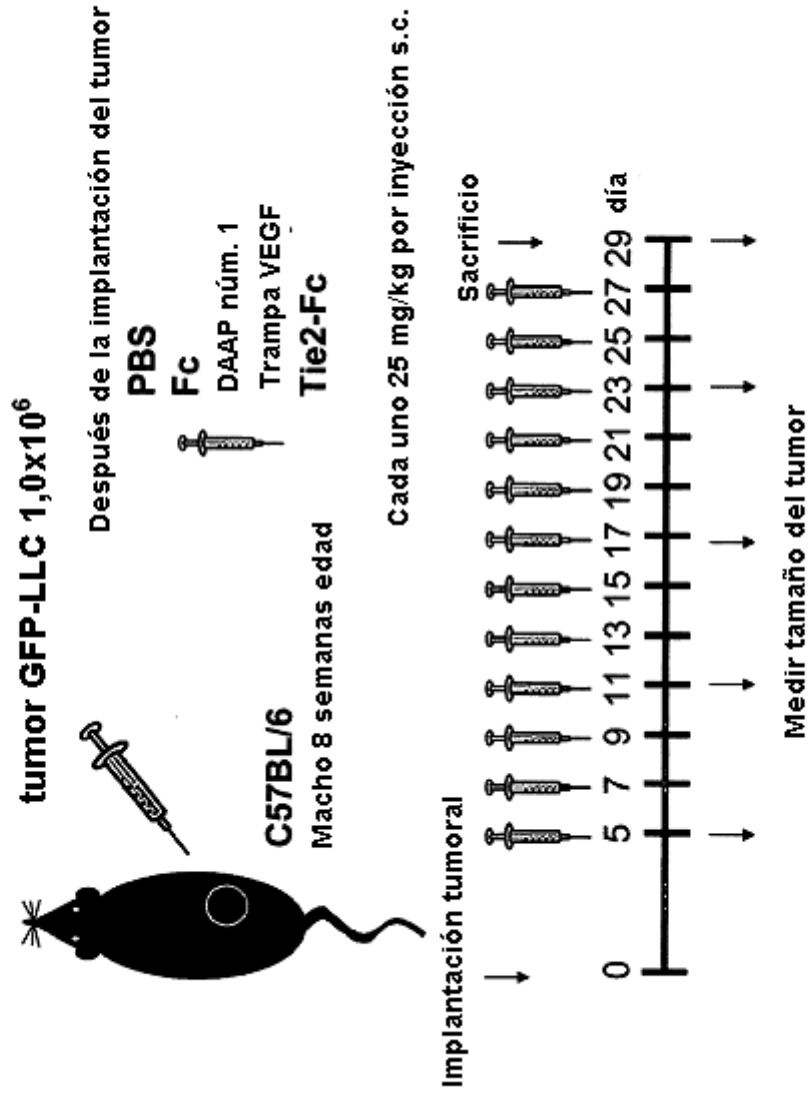 tumor GFP-LLC 1,0x10⁶
Después de la implantación del tumor
PBS
Fc
DAAP núm. 1
Trampa VEGF
Tie2-Fc
C57BL/6
Macho 8 semanas edad
Cada uno 25 mg/kg por inyección s.c.
Implantación tumoral
Sacrificio
0 5 7 9 11 13 15 17 19 21 23 25 27 29 día
Medir tamaño del tumor